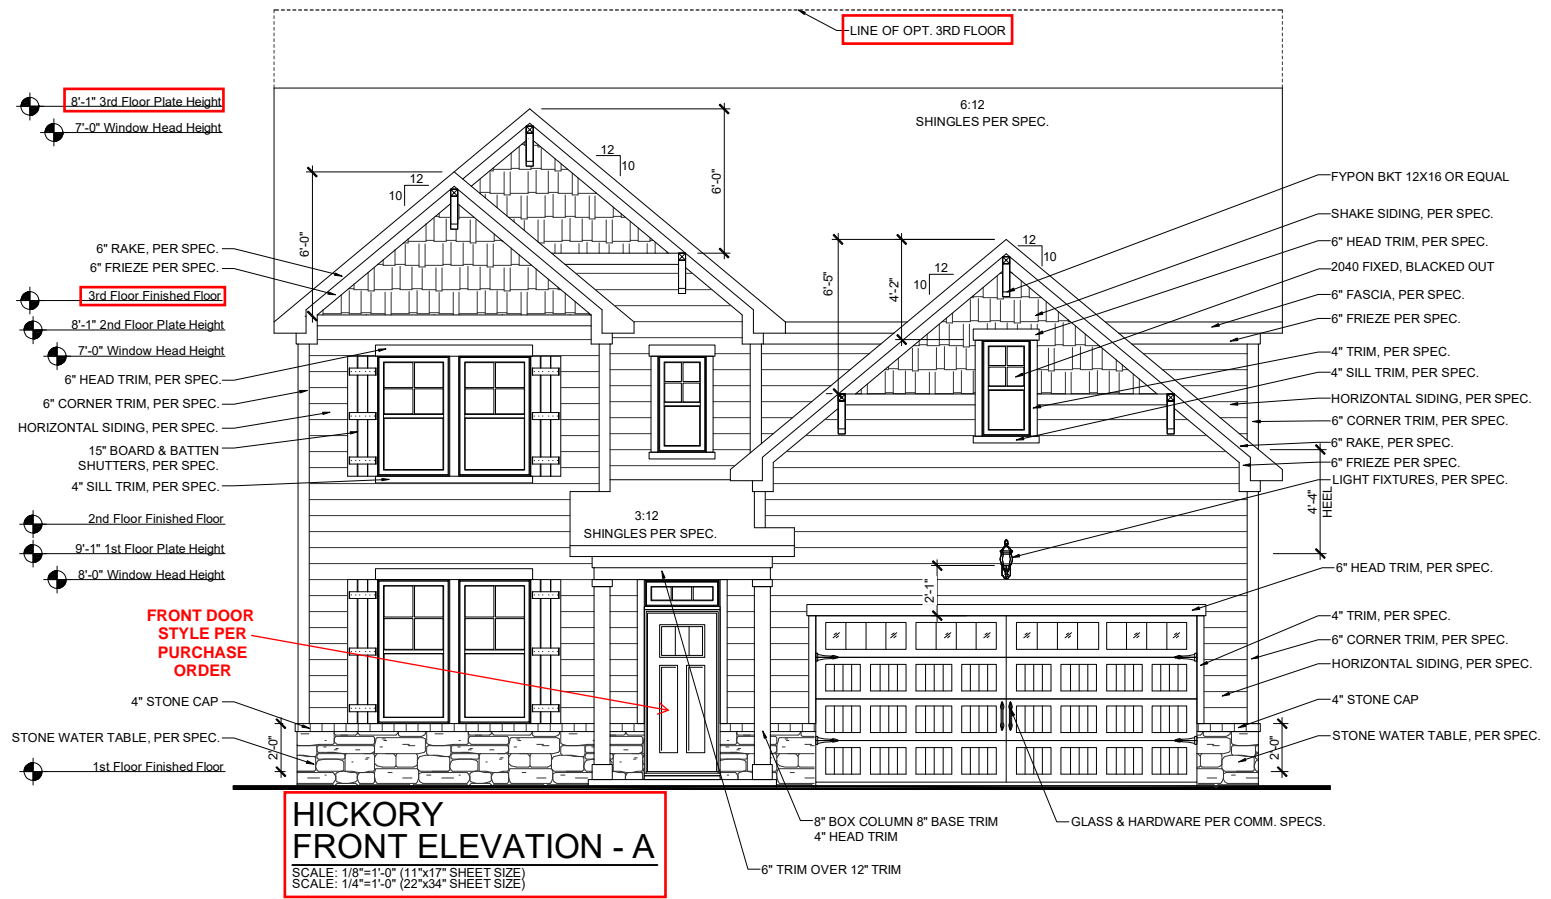 LINE OF OPT. 3RD FLOOR
8'-1" 3rd Floor Plate Height
7'-0" Window Head Height
6:12
SHINGLES PER SPEC.
12
10
12
10
6'-0"
6'-0"
6" RAKE, PER SPEC.
6" FRIEZE PER SPEC.
3rd Floor Finished Floor
8'-1" 2nd Floor Plate Height
7'-0" Window Head Height
6" HEAD TRIM, PER SPEC.
6" CORNER TRIM, PER SPEC.
HORIZONTAL SIDING, PER SPEC.
15" BOARD & BATTEN
SHUTTERS, PER SPEC.
4" SILL TRIM, PER SPEC.
2nd Floor Finished Floor
9'-1" 1st Floor Plate Height
8'-0" Window Head Height
FRONT DOOR
STYLE PER
PURCHASE
ORDER
4" STONE CAP
STONE WATER TABLE, PER SPEC.
2'-0"
1st Floor Finished Floor
3:12
SHINGLES PER SPEC.
6'-5"
4'-2"
12
10
12
10
2'-1"
FYPON BKT 12X16 OR EQUAL
SHAKE SIDING, PER SPEC.
6" HEAD TRIM, PER SPEC.
2040 FIXED, BLACKED OUT
6" FASCIA, PER SPEC.
6" FRIEZE PER SPEC.
4" TRIM, PER SPEC.
4" SILL TRIM, PER SPEC.
HORIZONTAL SIDING, PER SPEC.
6" CORNER TRIM, PER SPEC.
6" RAKE, PER SPEC.
6" FRIEZE PER SPEC.
LIGHT FIXTURES, PER SPEC.
4'-4"
HEEL
6" HEAD TRIM, PER SPEC.
4" TRIM, PER SPEC.
6" CORNER TRIM, PER SPEC.
HORIZONTAL SIDING, PER SPEC.
4" STONE CAP
STONE WATER TABLE, PER SPEC.
2'-0"
HICKORY
FRONT ELEVATION - A
SCALE: 1/8"=1'-0" (11"x17" SHEET SIZE)
SCALE: 1/4"=1'-0" (22"x34" SHEET SIZE)
8" BOX COLUMN 8" BASE TRIM
4" HEAD TRIM
GLASS & HARDWARE PER COMM. SPECS.
6" TRIM OVER 12" TRIM